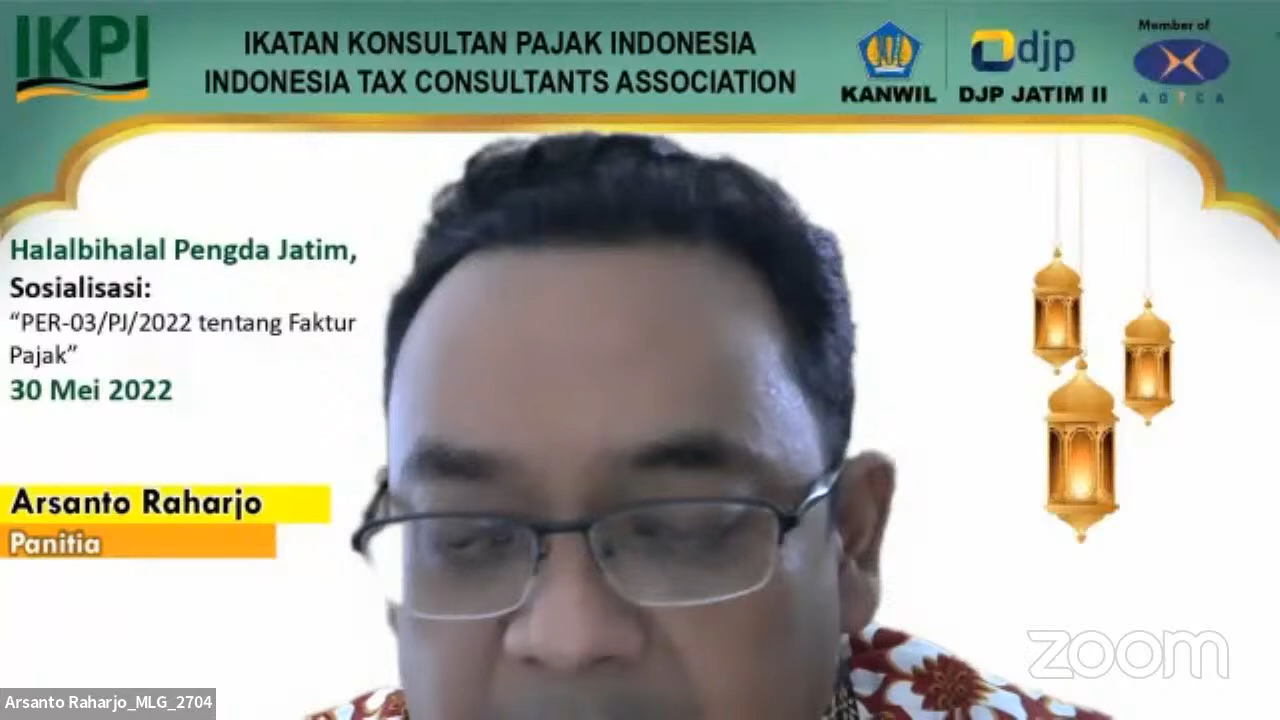 IKPI
IKATAN KONSULTAN PAJAK INDONESIA
INDONESIA TAX CONSULTANTS ASSOCIATION
KANWIL
djp
DJP JATIM II
Member of
A O T C A
Halalbihalal Pengda Jatim,
Sosialisasi:
“PER-03/PJ/2022 tentang Faktur
Pajak”
30 Mei 2022
Arsanto Raharjo
Panitia
zoom
Arsanto Raharjo_MLG_2704